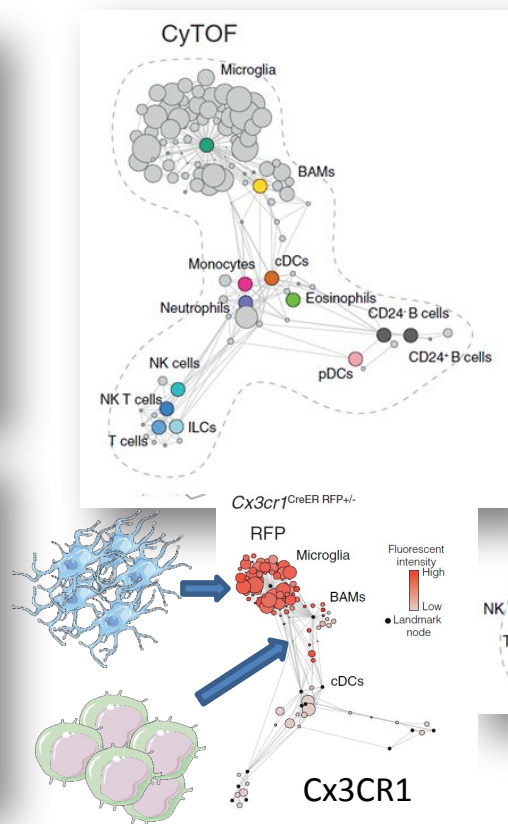 CyTOF
Microglia
BAMs
Monocytes
cDCs
Neutrophils
Eosinophils
CD24⁻ B cells
CD24⁺ B cells
pDCs
NK cells
NK T cells
T cells
ILCs
Cx3cr1ᶜʳᵉᴱᴿ ᴿᶠᴾ⁺/⁻
RFP
Microglia
Fluorescent
intensity
High
Low
Landmark
node
BAMs
cDCs
Cx3CR1
NK
T